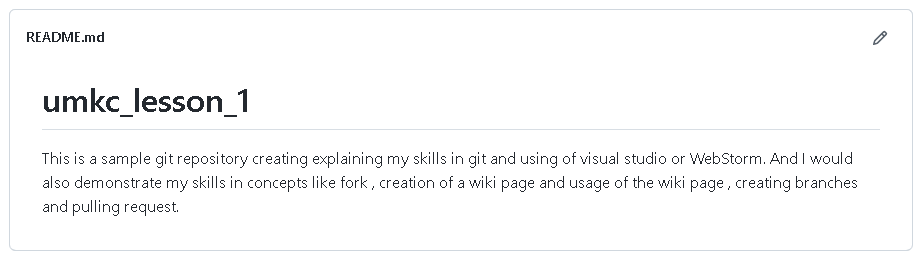 README.md
umkc_lesson_1
This is a sample git repository creating explaining my skills in git and using of visual studio or WebStorm. And I would
also demonstrate my skills in concepts like fork , creation of a wiki page and usage of the wiki page , creating branches
and pulling request.